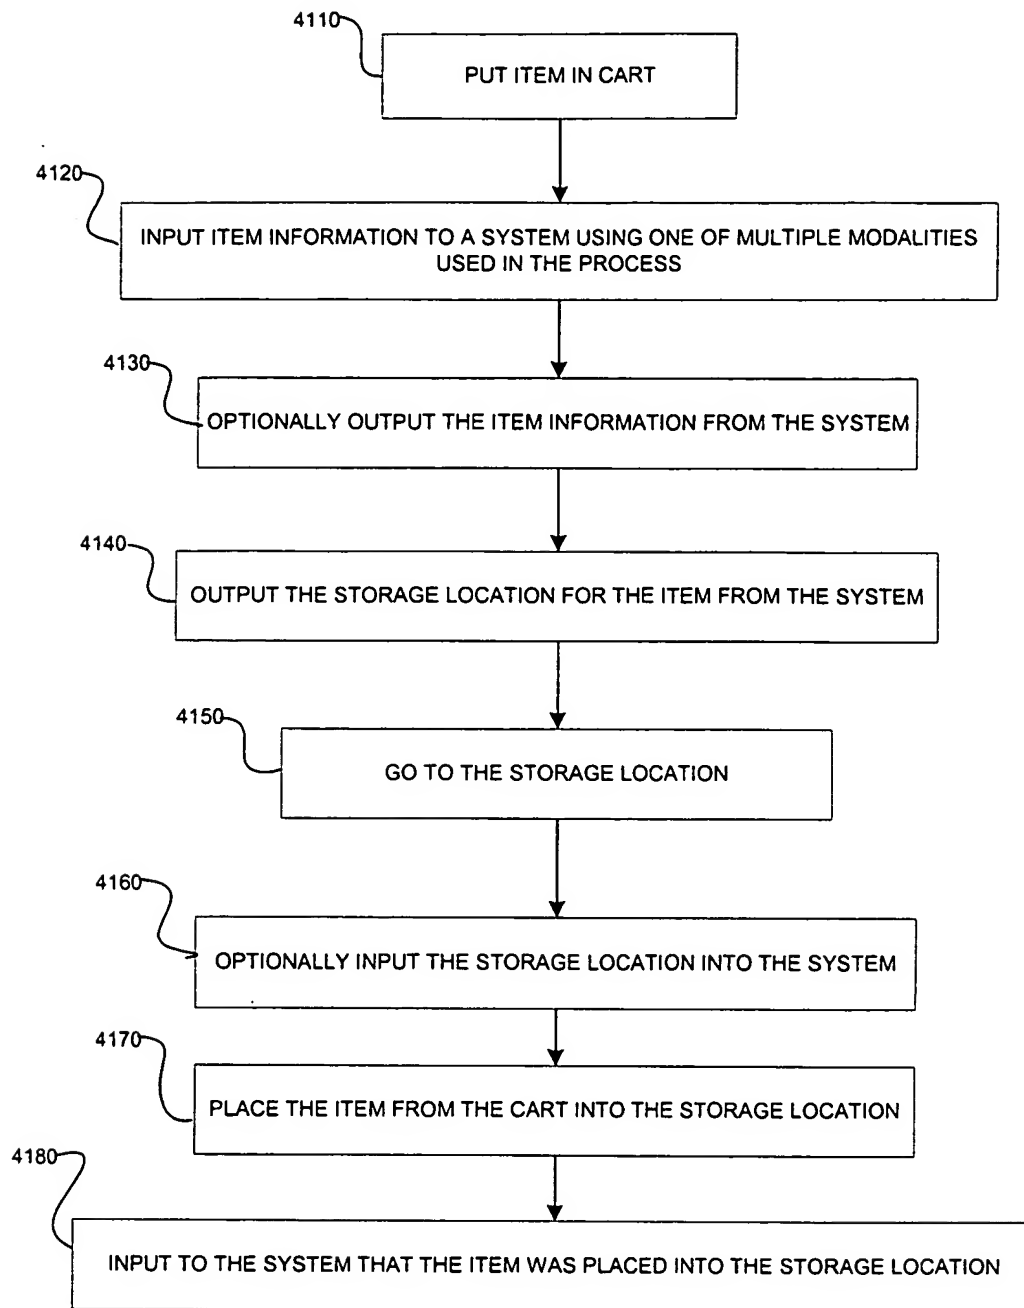 4110
PUT ITEM IN CART
4120
INPUT ITEM INFORMATION TO A SYSTEM USING ONE OF MULTIPLE MODALITIES
USED IN THE PROCESS
4130
OPTIONALLY OUTPUT THE ITEM INFORMATION FROM THE SYSTEM
4140
OUTPUT THE STORAGE LOCATION FOR THE ITEM FROM THE SYSTEM
4150
GO TO THE STORAGE LOCATION
4160
OPTIONALLY INPUT THE STORAGE LOCATION INTO THE SYSTEM
4170
PLACE THE ITEM FROM THE CART INTO THE STORAGE LOCATION
4180
INPUT TO THE SYSTEM THAT THE ITEM WAS PLACED INTO THE STORAGE LOCATION